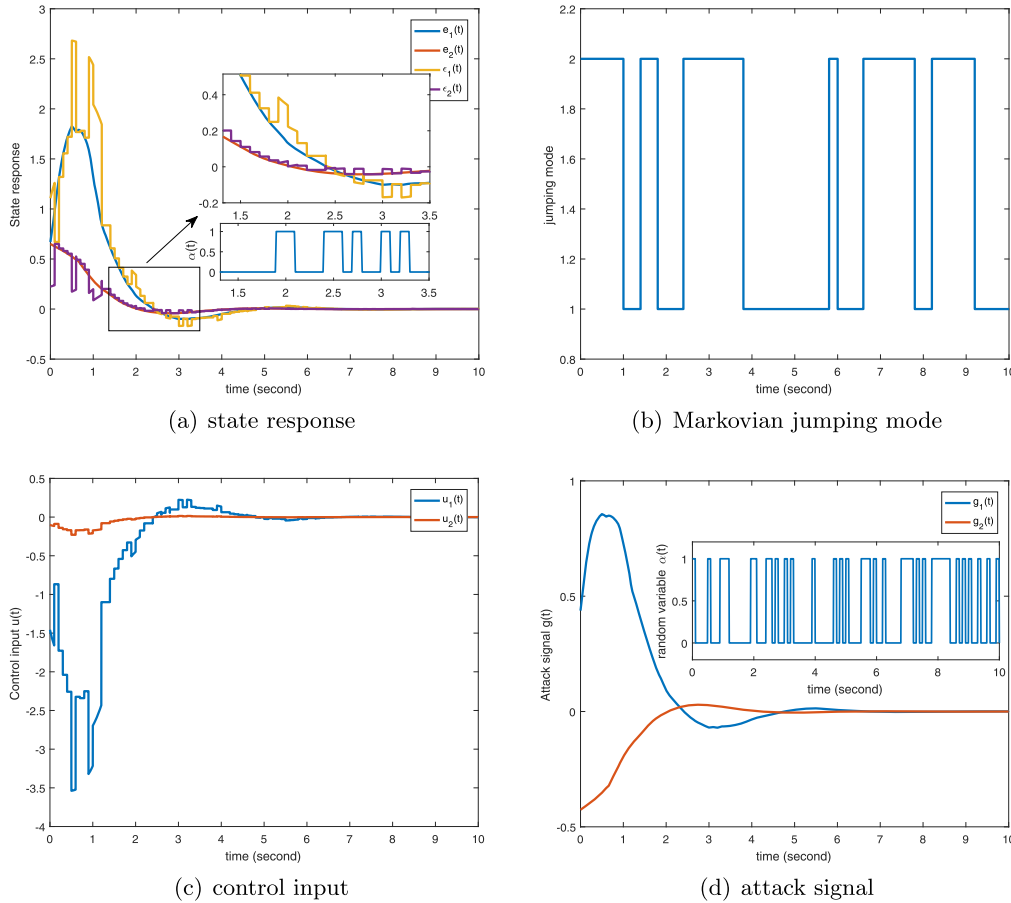 3
2.5
2
1.5
1
0.5
0
-0.5
State response
e₁(t)
e₂(t)
ϵ₁(t)
ϵ₂(t)
0.4
0.2
0
-0.2
1.5 2 2.5 3 3.5
α(t)
1
0.5
0
1.5 2 2.5 3 3.5
0 1 2 3 4 5 6 7 8 9 10
time (second)
(a) state response
2.2
2
1.8
1.6
1.4
1.2
1
0.8
jumping mode
0 1 2 3 4 5 6 7 8 9 10
time (second)
(b) Markovian jumping mode
0.5
0
-0.5
-1
-1.5
-2
-2.5
-3
-3.5
-4
Control input u(t)
u₁(t)
u₂(t)
0 1 2 3 4 5 6 7 8 9 10
time (second)
(c) control input
1
0.5
0
-0.5
Attack signal g(t)
g₁(t)
g₂(t)
random variable α(t)
1
0.5
0
0 2 4 6 8 10
time (second)
0 1 2 3 4 5 6 7 8 9 10
time (second)
(d) attack signal